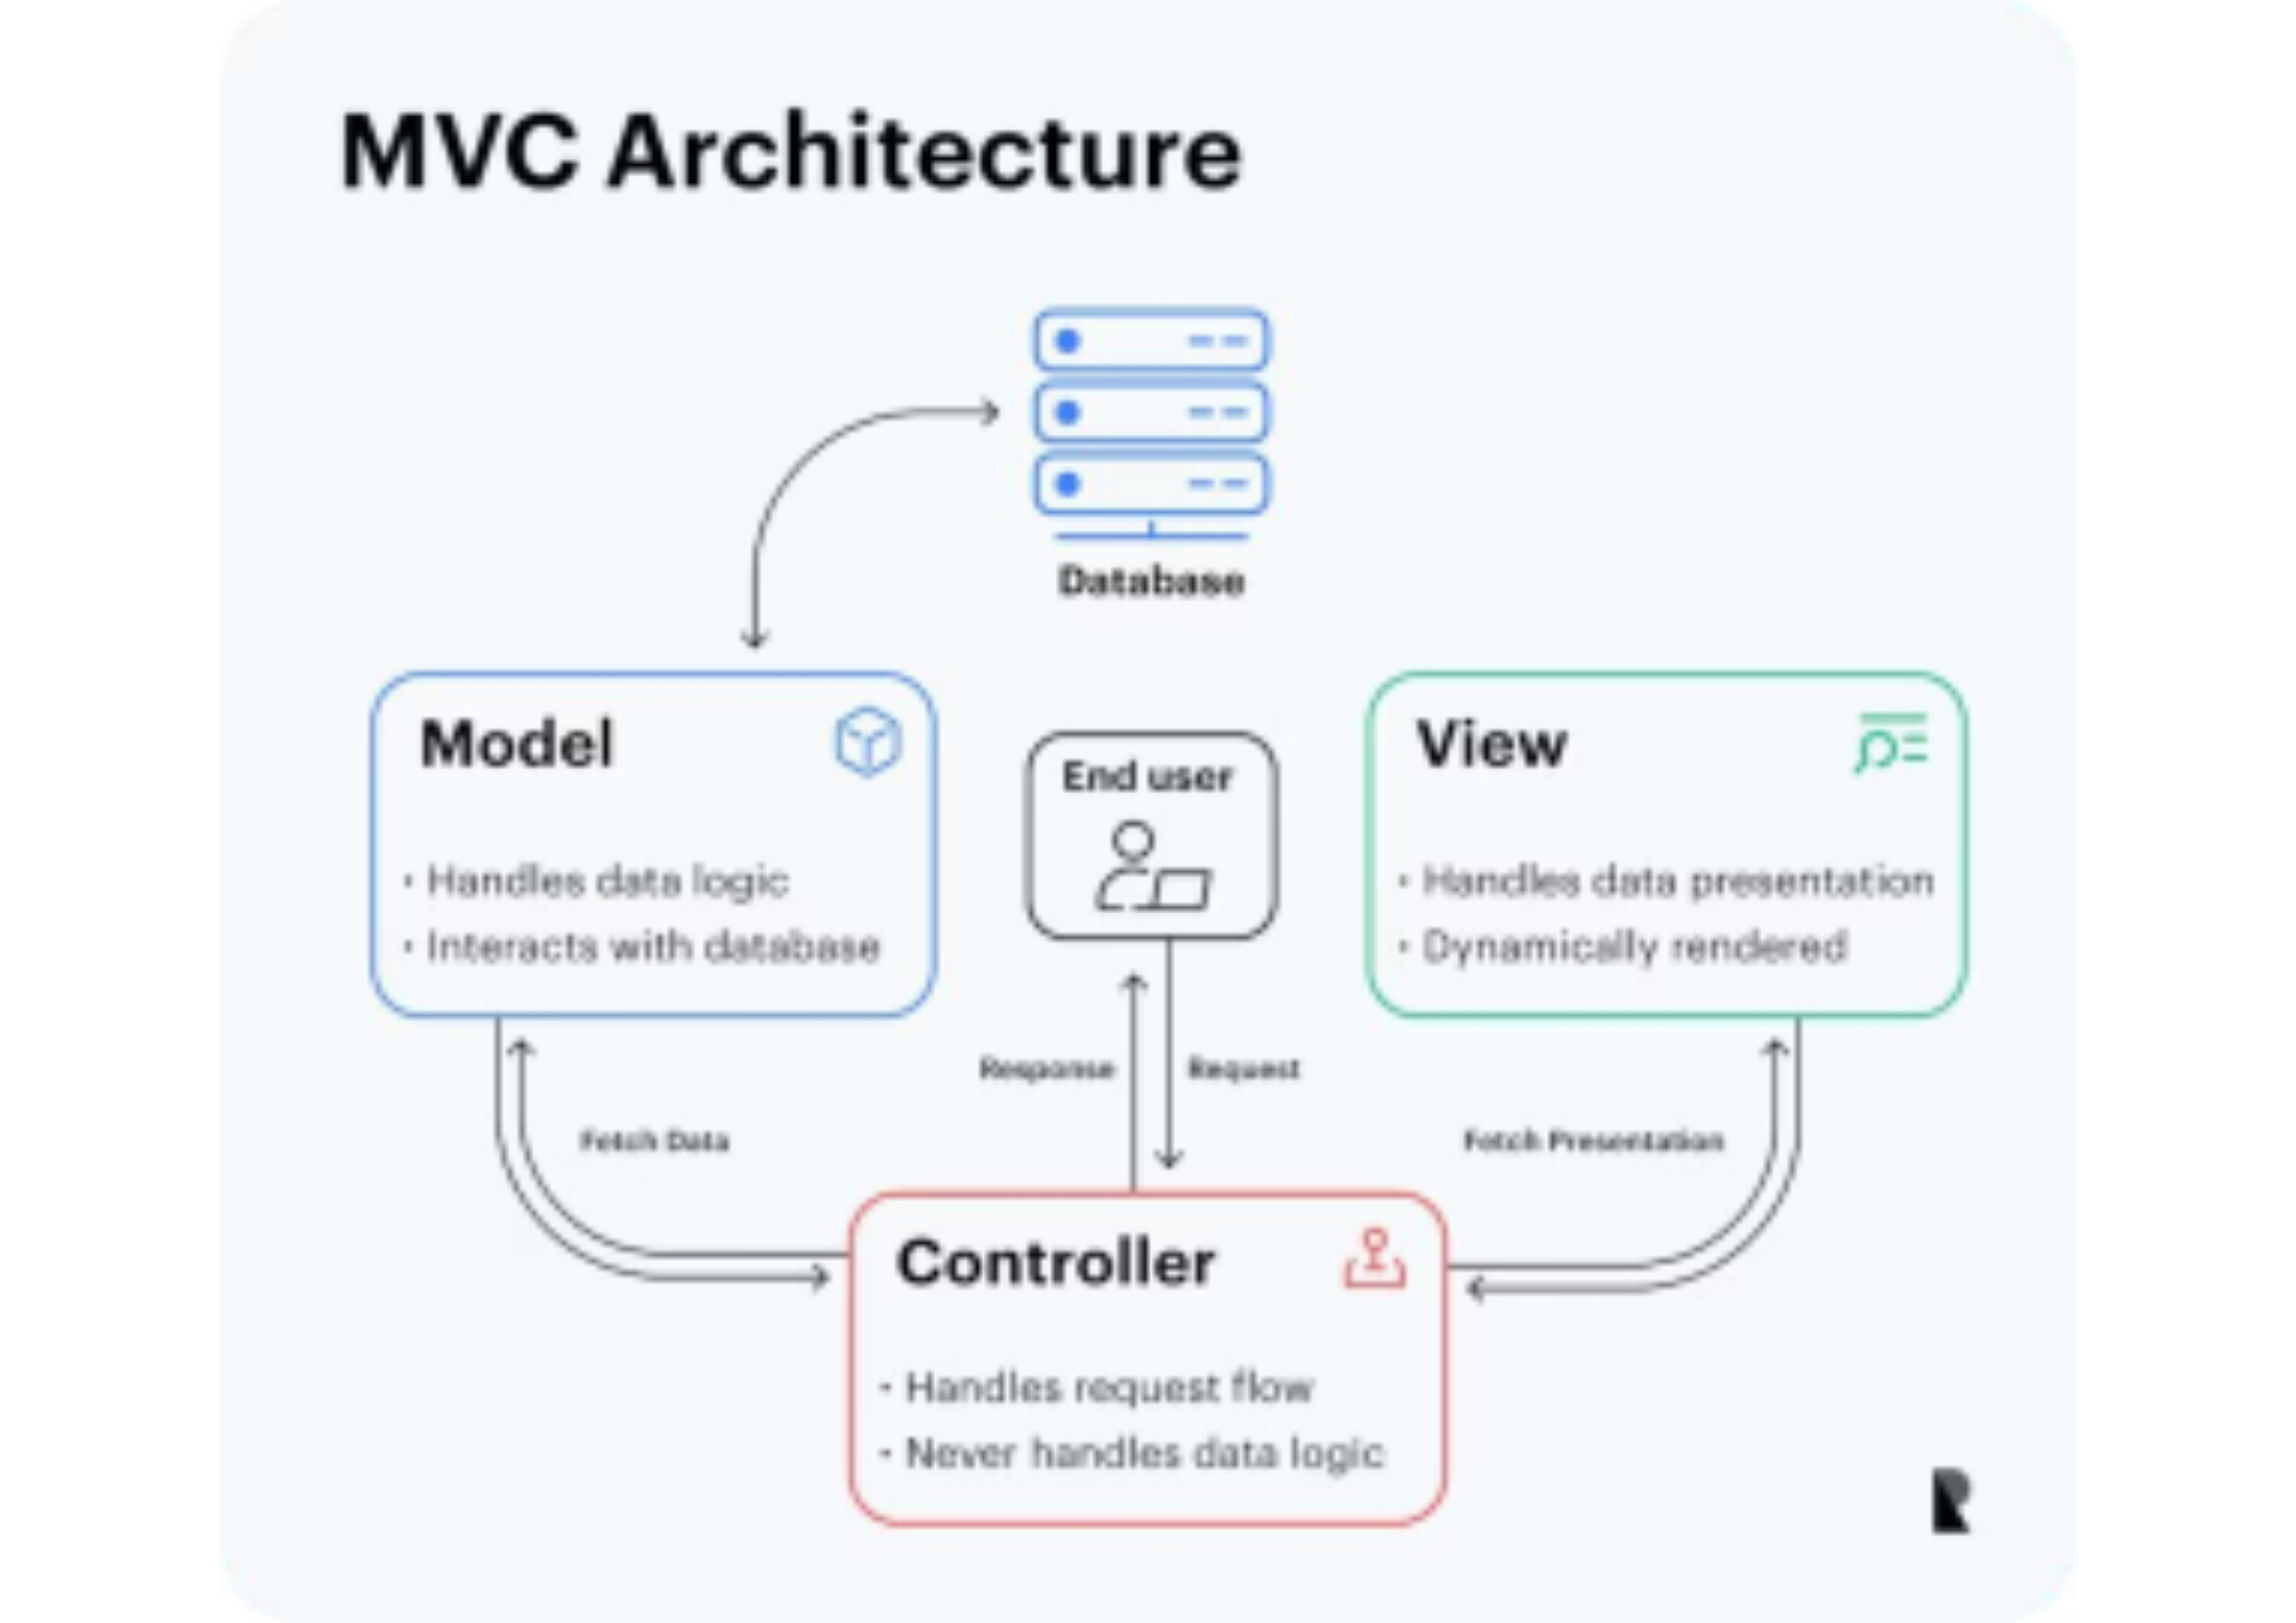 MVC Architecture
Database
Model
• Handles data logic
• Interacts with database
End user
View
• Handles data presentation
• Dynamically rendered
Response
Request
Fetch Data
Fetch Presentation
Controller
• Handles request flow
• Never handles data logic
R